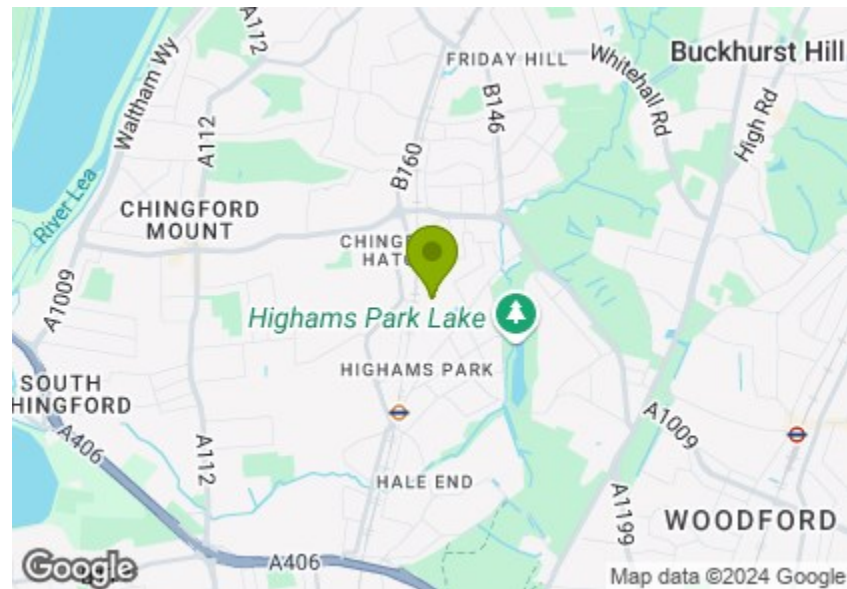 A112
FRIDAY HILL
Buckhurst Hill
Waltham Wy
Whitehall Rd
B146
High Rd
A112
B160
River Lea
CHINGFORD
MOUNT
CHINGF
HATC
A1009
Highams Park Lake
HIGHAMS PARK
SOUTH
HINGFORD
A406
A112
A1009
HALE END
A1199
WOODFORD
A406
Google
Map data ©2024 Google